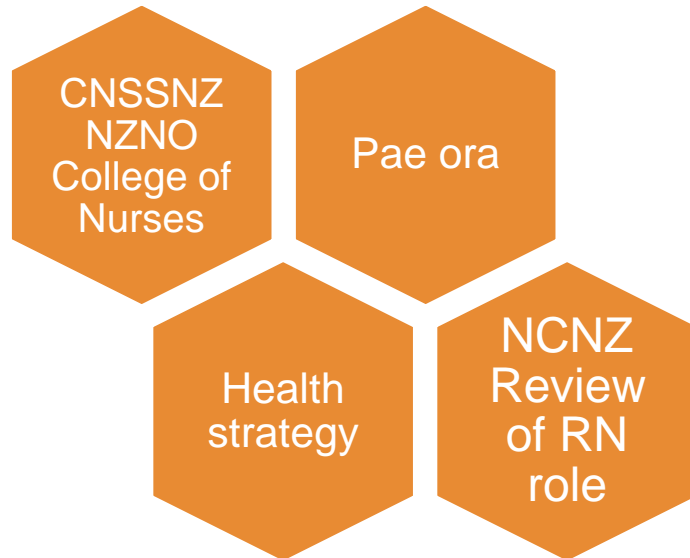 CNSSNZ
NZNO
College of
Nurses
Pae ora
Health
strategy
NCNZ
Review
of RN
role